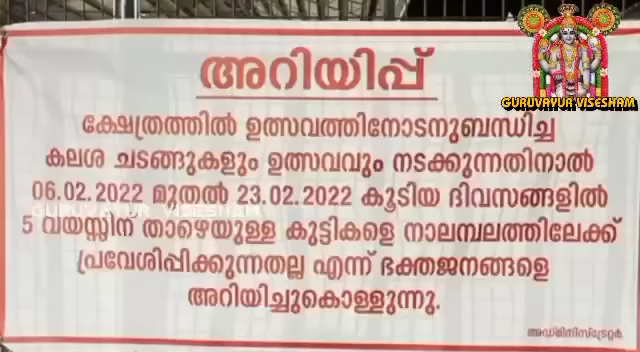 GURUVAYUR VISESHAM
അറിയിപ്പ്
ക്ഷേത്രത്തിൽ ഉത്സവത്തിനോടനുബന്ധിച്ച
കലശ ചടങ്ങുകളും ഉത്സവവും നടക്കുന്നതിനാൽ
06.02.2022 മുതൽ 23.02.2022 കൂടിയ ദിവസങ്ങളിൽ
GURUVAYUR VISESHAM
5 വയസ്സിന് താഴെയുള്ള കുട്ടികളെ നാലമ്പലത്തിലേക്ക്
പ്രവേശിപ്പിക്കുന്നതല്ല എന്ന് ഭക്തജനങ്ങളെ
അറിയിച്ചുകൊള്ളുന്നു.
അഡ്മിനിസ്ട്രേറ്റർ